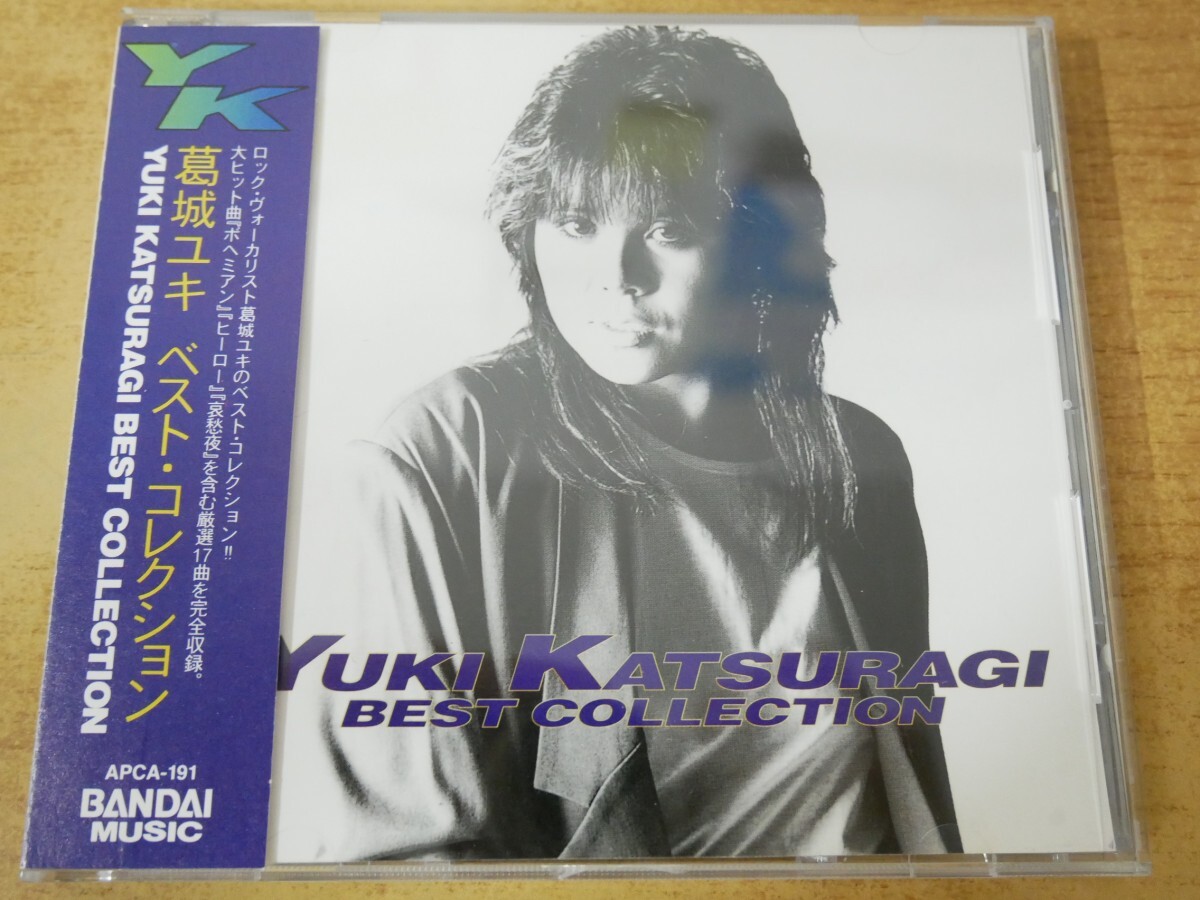 YK
葛城ユキ ベスト・コレクション
YUKI KATSURAGI BEST COLLECTION
ロック・ヴォーカリスト葛城ユキのベスト・コレクション!!
大ヒット曲『ボヘミアン』『ヒーロー』『哀愁夜』を含む厳選17曲を完全収録。
APCA-191
BANDAI
MUSIC
YUKI KATSURAGI
BEST COLLECTION